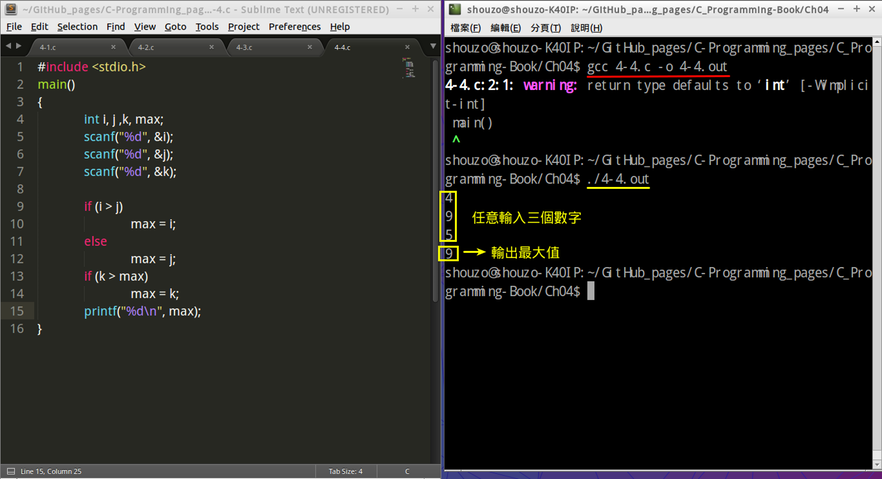 ~/GitHub_pages/C-Programming_pag...-4.c - Sublime Text (UNREGISTERED)
File Edit Selection Find View Goto Tools Project Preferences Help
4-1.c × 4-2.c × 4-3.c × 4-4.c ×
1 #include <stdio.h>
2 main()
3 {
4 int i, j ,k, max;
5 scanf("%d", &i);
6 scanf("%d", &j);
7 scanf("%d", &k);
8
9 if (i > j)
10 max = i;
11 else
12 max = j;
13 if (k > max)
14 max = k;
15 printf("%d\n", max);
16 }
Line 15, Column 25 Tab Size: 4 C
shouzo@shouzo-K40IP: ~/GitHub_pa...g_pages/C_Programming-Book/Ch04
檔案(F) 編輯(E) 分頁(T) 說明(H)
shouzo@shouzo-K40IP:~/GitHub_pages/C-Programming_pages/C_Pro
gramming-Book/Ch04$ gcc 4-4.c -o 4-4.out
4-4.c:2:1: warning: return type defaults to ‘int’ [-Wimplici
t-int]
main()
^
shouzo@shouzo-K40IP:~/GitHub_pages/C-Programming_pages/C_Pro
gramming-Book/Ch04$ ./4-4.out
4
9 任意輸入三個數字
5
9 輸出最大值
shouzo@shouzo-K40IP:~/GitHub_pages/C-Programming_pages/C_Pro
gramming-Book/Ch04$